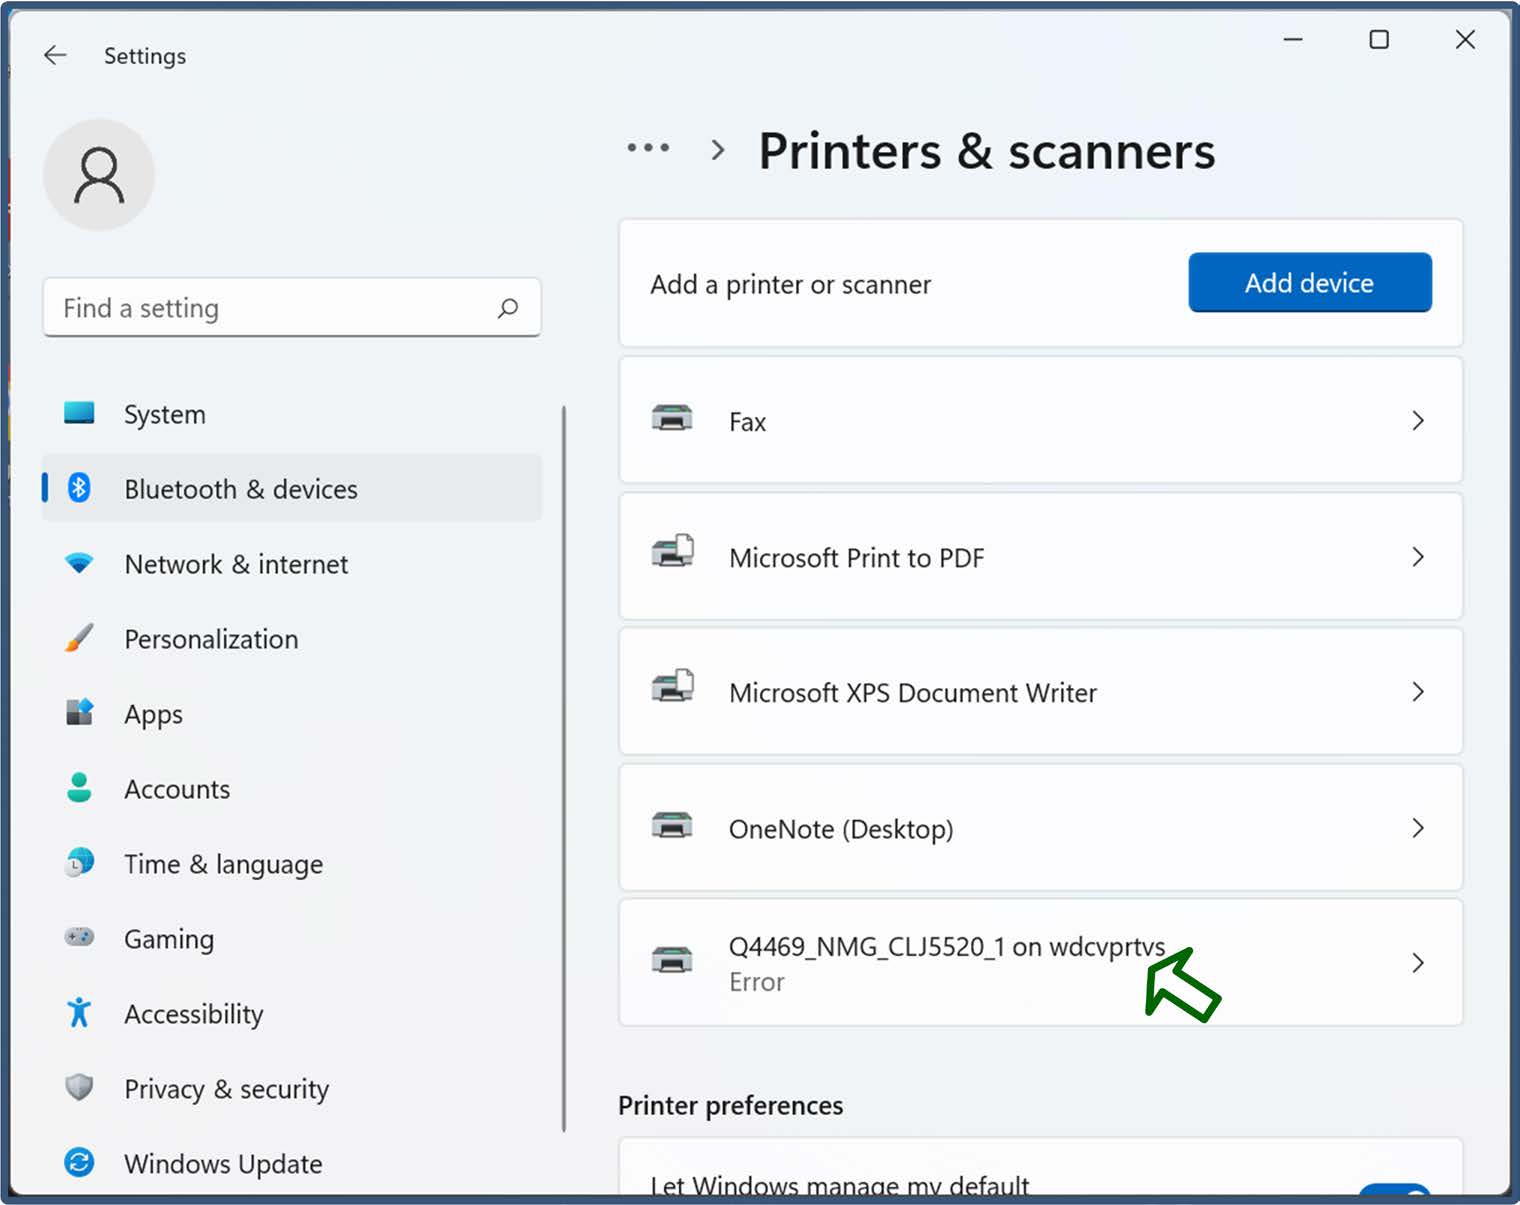 Settings
Find a setting
System
Bluetooth & devices
Network & internet
Personalization
Apps
Accounts
Time & language
Gaming
Accessibility
Privacy & security
Windows Update
••• > Printers & scanners
Add a printer or scanner
Add device
Fax
Microsoft Print to PDF
Microsoft XPS Document Writer
OneNote (Desktop)
Q4469_NMG_CLJ5520_1 on wdcvprtvs
Error
Printer preferences
Let Windows manage my default